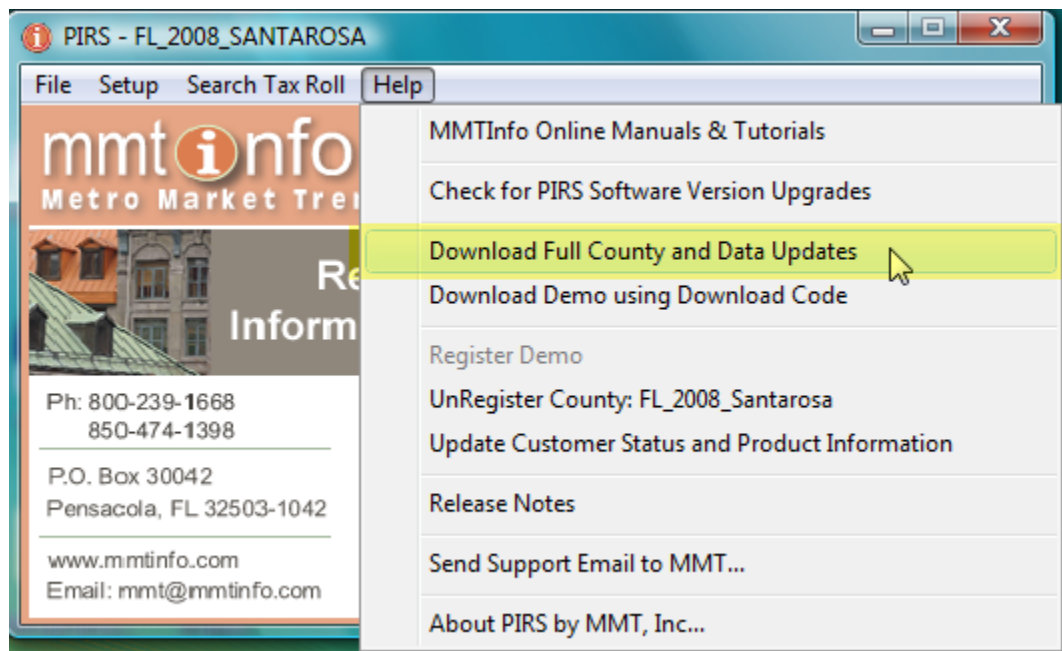 PIRS - FL_2008_SANTAROSA
File Setup Search Tax Roll Help
mmtinfo
Metro Market
Inform
Ph: 800-239-1668
850-474-1398
P.O. Box 30042
Pensacola, FL 32503-1042
www.mmtinfo.com
Email: mmt@mmtinfo.com
MMTInfo Online Manuals & Tutorials
Check for PIRS Software Version Upgrades
Download Full County and Data Updates
Download Demo using Download Code
Register Demo
UnRegister County: FL_2008_Santarosa
Update Customer Status and Product Information
Release Notes
Send Support Email to MMT...
About PIRS by MMT, Inc...